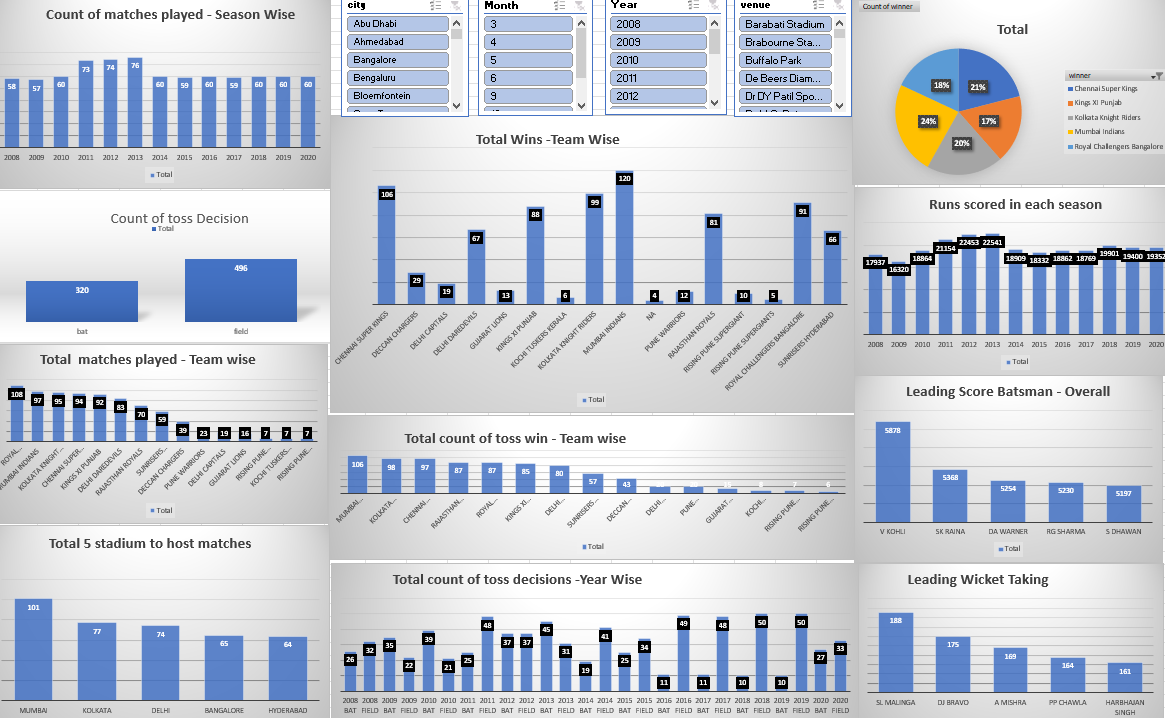 Count of matches played - Season Wise
58 57 60 73 74 76 60 59 60 59 60 60 60
2008 2009 2010 2011 2012 2013 2014 2015 2016 2017 2018 2019 2020
Total
city
Abu Dhabi
Ahmedabad
Bangalore
Bengaluru
Bloemfontein
Month
3
4
5
6
9
Year
2008
2009
2010
2011
2012
venue
Barabati Stadium
Brabourne Sta...
Buffalo Park
De Beers Diam...
Dr DY Patil Spo...
Count of winner
Total
21%
17%
20%
24%
18%
winner
Chennai Super Kings
Kings XI Punjab
Kolkata Knight Riders
Mumbai Indians
Royal Challengers Bangalore
Count of toss Decision
Total
320 496
bat field
Total Wins -Team Wise
106 29 19 67 13 88 6 99 120 4 12 81 10 5 91 66
CHENNAI SUPER KINGS
DECCAN CHARGERS
DELHI CAPITALS
DELHI DAREDEVILS
GUJARAT LIONS
KINGS XI PUNJAB
KOCHI TUSKERS KERALA
KOLKATA KNIGHT RIDERS
MUMBAI INDIANS
NA
PUNE WARRIORS
RAJASTHAN ROYALS
RISING PUNE SUPERGIANT
RISING PUNE SUPERGIANTS
ROYAL CHALLENGERS BANGALORE
SUNRISERS HYDERABAD
Total
Runs scored in each season
17937 16320 18864 21154 22453 22541 18909 18332 18862 18769 19901 19400 19352
2008 2009 2010 2011 2012 2013 2014 2015 2016 2017 2018 2019 2020
Total
Total matches played - Team wise
108 97 95 94 92 83 70 59 39 23 19 16 7 7 7
ROYAL...
MUMBAI INDIANS
KOLKATA KNIGHT...
CHENNAI SUPER...
KINGS XI PUNJAB
DELHI DAREDEVILS
RAJASTHAN ROYALS
SUNRISERS...
DECCAN CHARGERS
PUNE WARRIORS
DELHI CAPITALS
GUJARAT LIONS
RISING PUNE...
KOCHI TUSKERS...
RISING PUNE...
Total
Total count of toss win - Team wise
106 98 97 87 87 85 80 57 43 7 6
MUMBAI...
KOLKATA...
CHENNAI...
RAJASTHAN...
ROYAL...
KINGS XI...
DELHI...
SUNRISERS...
DECCAN...
DELHI...
PUNE...
GUJARAT...
KOCHI...
RISING PUNE...
RISING PUNE...
Total
Leading Score Batsman - Overall
5878 5368 5254 5230 5197
V KOHLI SK RAINA DA WARNER RG SHARMA S DHAWAN
Total
Total 5 stadium to host matches
101 77 74 65 64
MUMBAI KOLKATA DELHI BANGALORE HYDERABAD
Total count of toss decisions -Year Wise
26 32 35 22 39 21 25 48 37 37 45 31 19 41 25 34 11 49 11 48 10 50 10 50 27 33
2008 2008 2009 2009 2010 2010 2011 2011 2012 2012 2013 2013 2014 2014 2015 2015 2016 2016 2017 2017 2018 2018 2019 2019 2020 2020
BAT FIELD BAT FIELD BAT FIELD BAT FIELD BAT FIELD BAT FIELD BAT FIELD BAT FIELD BAT FIELD BAT FIELD BAT FIELD BAT FIELD BAT FIELD
Leading Wicket Taking
188 175 169 164 161
SL MALINGA DJ BRAVO A MISHRA PP CHAWLA HARBHAJAN
SINGH